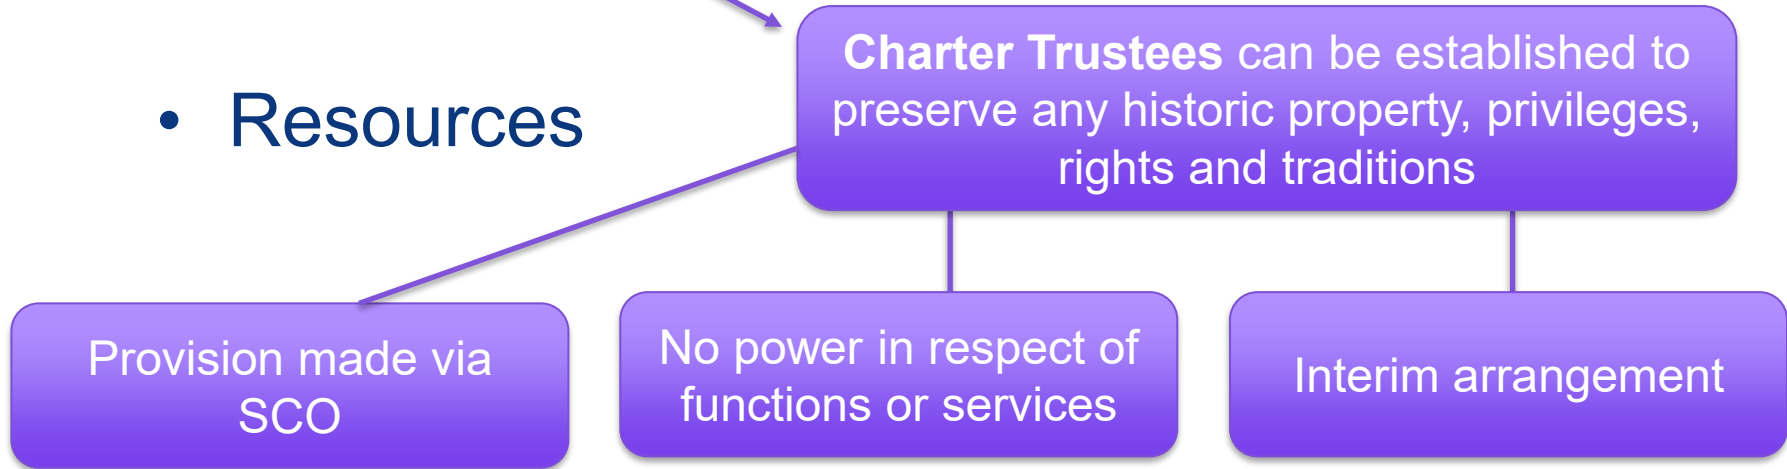 • Resources
Charter Trustees can be established to
preserve any historic property, privileges,
rights and traditions
Provision made via
SCO
No power in respect of
functions or services
Interim arrangement